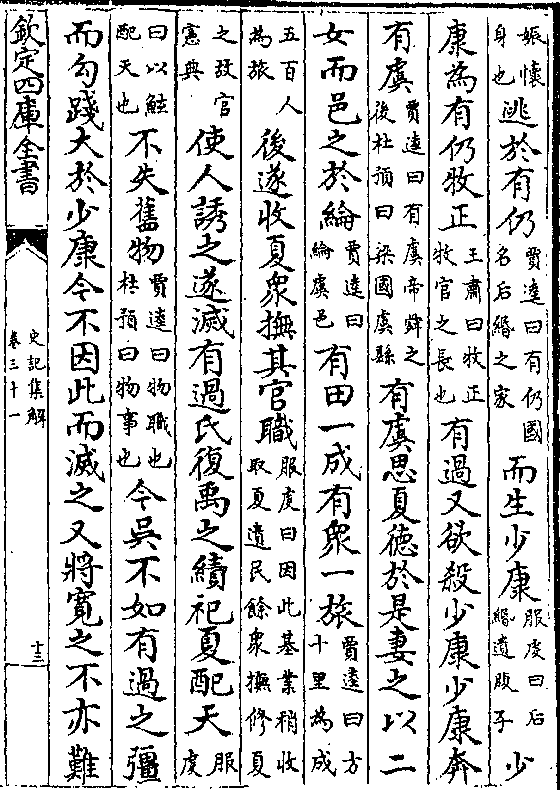 娠懷身也逃於有仍賈逵曰有仍國名后緡之家而生少康服虔曰后緡遺腹子少
康為有仍牧正王肅曰牧正牧官之長也有過又欲殺少康少康奔
有虞賈逵曰有虞帝舜之後杜預曰梁國虞縣有虞思夏徳於是妻之以二
女而邑之於綸賈逵曰綸虞邑有田一成有衆一旅賈逵曰方十里為成
五百人為旅後遂收夏衆撫其官職服虔曰因此基業稍收取夏遺民餘衆撫修夏
之故官憲典使人誘之遂滅有過氏復禹之績祀夏配天服虔
曰以鯀配天也不失舊物賈逵曰物職也杜預曰物事也今吳不如有過之彊
而勾踐大於少康今不因此而滅之又將寬之不亦難
欽定四庫全書
史記集解
卷三十一
十三